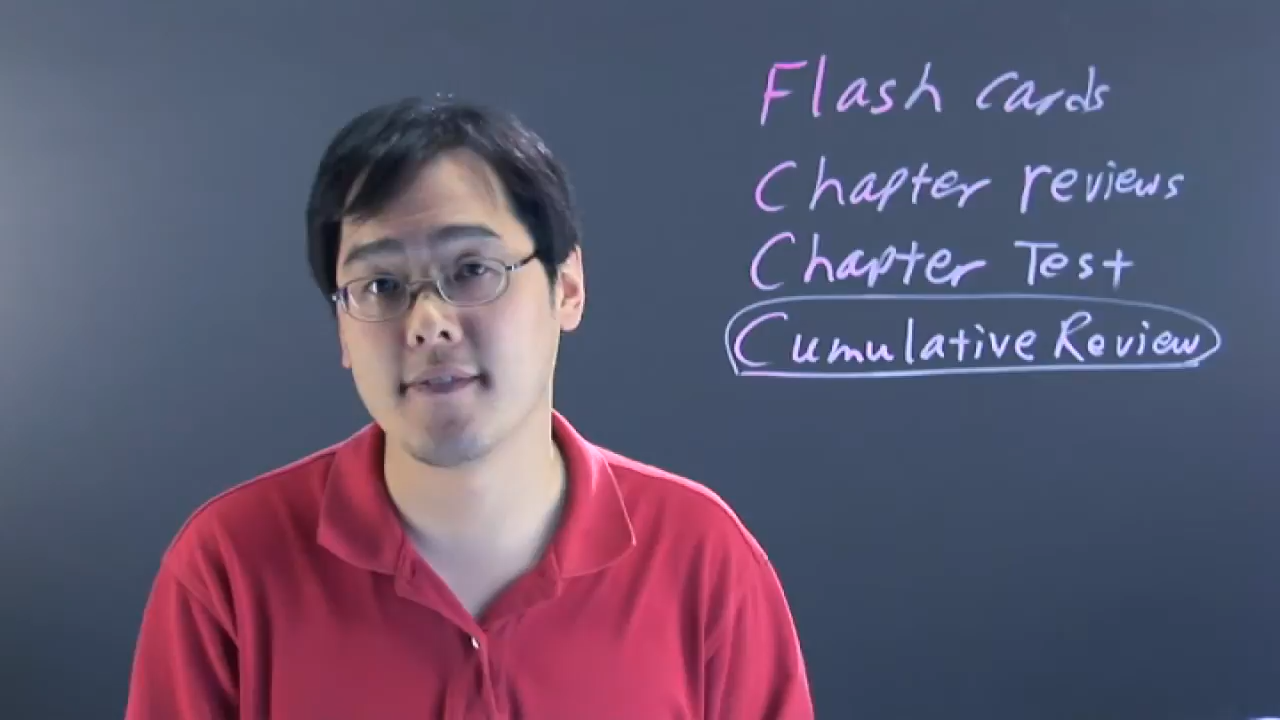 Flash cards
Chapter reviews
Chapter Test
Cumulative Review